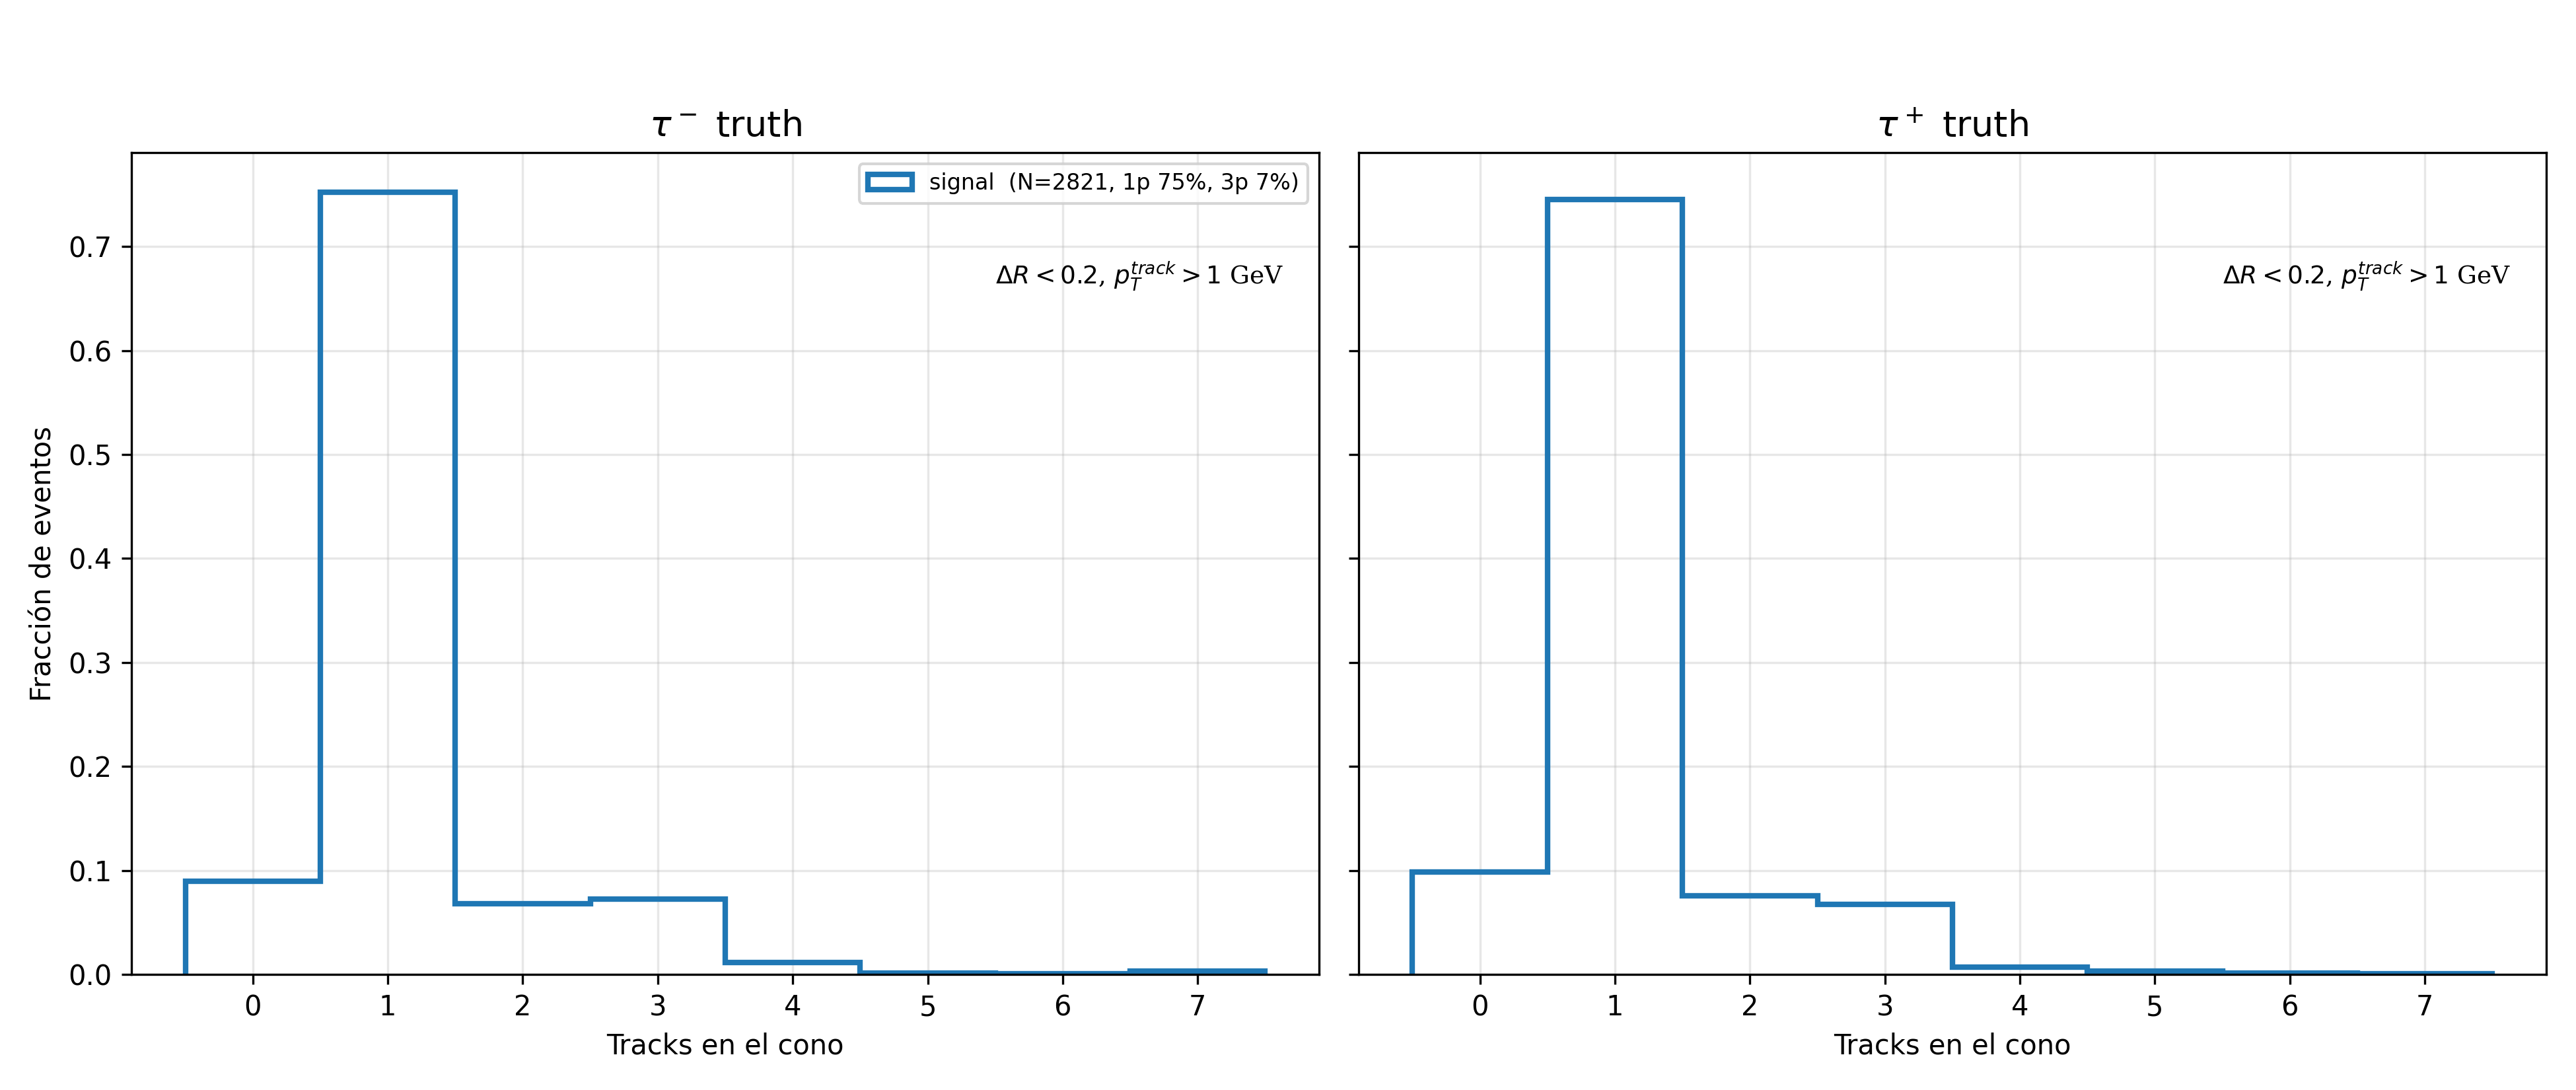 τ⁻ truth
signal (N=2821, 1p 75%, 3p 7%)
ΔR < 0.2, p_T^track > 1 GeV
Fracción de eventos
0.7
0.6
0.5
0.4
0.3
0.2
0.1
0.0
0 1 2 3 4 5 6 7
Tracks en el cono
τ⁺ truth
ΔR < 0.2, p_T^track > 1 GeV
0 1 2 3 4 5 6 7
Tracks en el cono